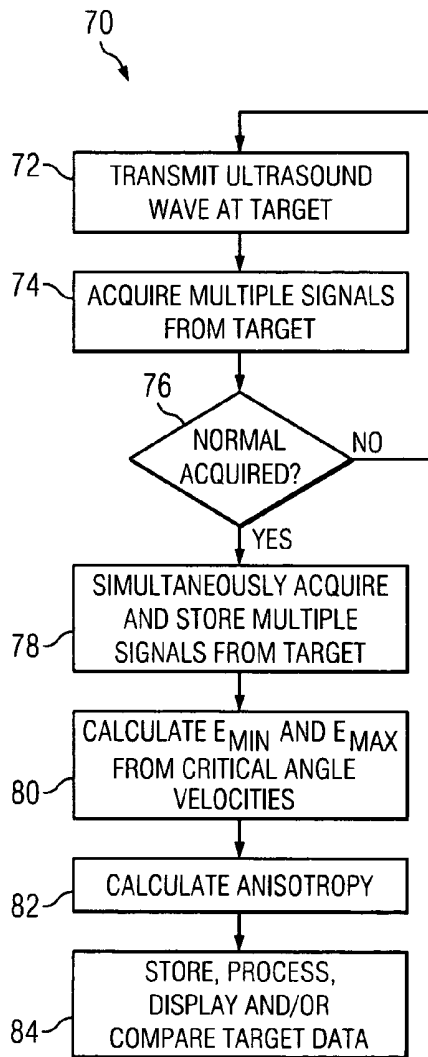 70
72
TRANSMIT ULTRASOUND
WAVE AT TARGET
74
ACQUIRE MULTIPLE SIGNALS
FROM TARGET
76
NORMAL
ACQUIRED?
NO
YES
78
SIMULTANEOUSLY ACQUIRE
AND STORE MULTIPLE
SIGNALS FROM TARGET
80
CALCULATE EMIN AND EMAX
FROM CRITICAL ANGLE
VELOCITIES
82
CALCULATE ANISOTROPY
84
STORE, PROCESS,
DISPLAY AND/OR
COMPARE TARGET DATA